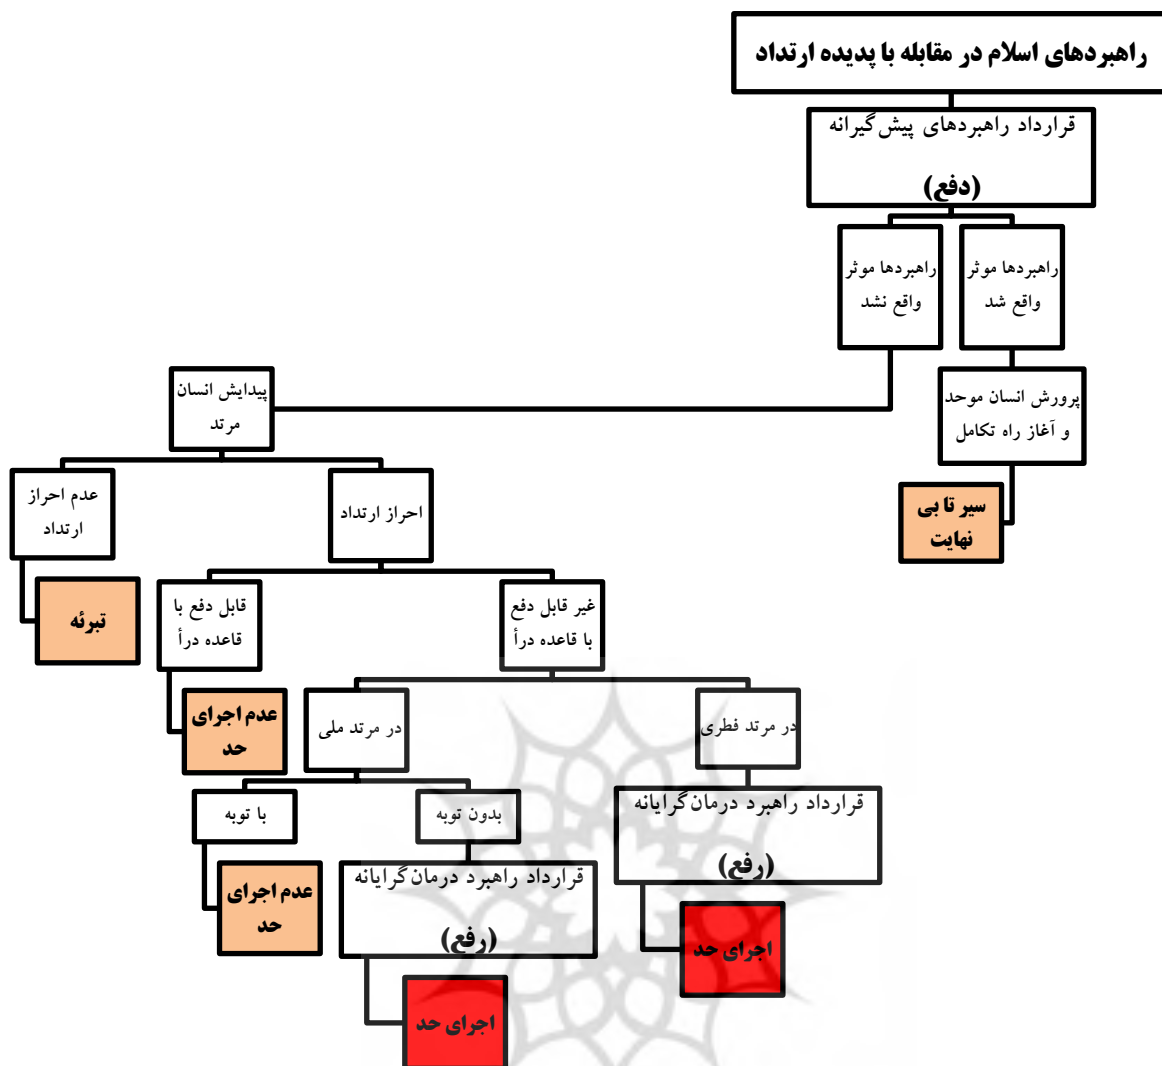 راهبردهای اسلام در مقابله با پدیده ارتداد
قرارداد راهبردهای پیش‌گیرانه
(دفع)
راهبردها موثر
واقع شد
راهبردها موثر
واقع نشد
پرورش انسان موحد
و آغاز راه تکامل
سیر تا بی
نهایت
پیدایش انسان
مرتد
احراز ارتداد
عدم احراز
ارتداد
تبرئه
غیر قابل دفع
با قاعده درأ
قابل دفع با
قاعده درأ
عدم اجرای
حد
در مرتد فطری
در مرتد ملی
قرارداد راهبرد درمان‌گرایانه
(رفع)
اجرای حد
بدون توبه
با توبه
قرارداد راهبرد درمان‌گرایانه
(رفع)
عدم اجرای
حد
اجرای حد